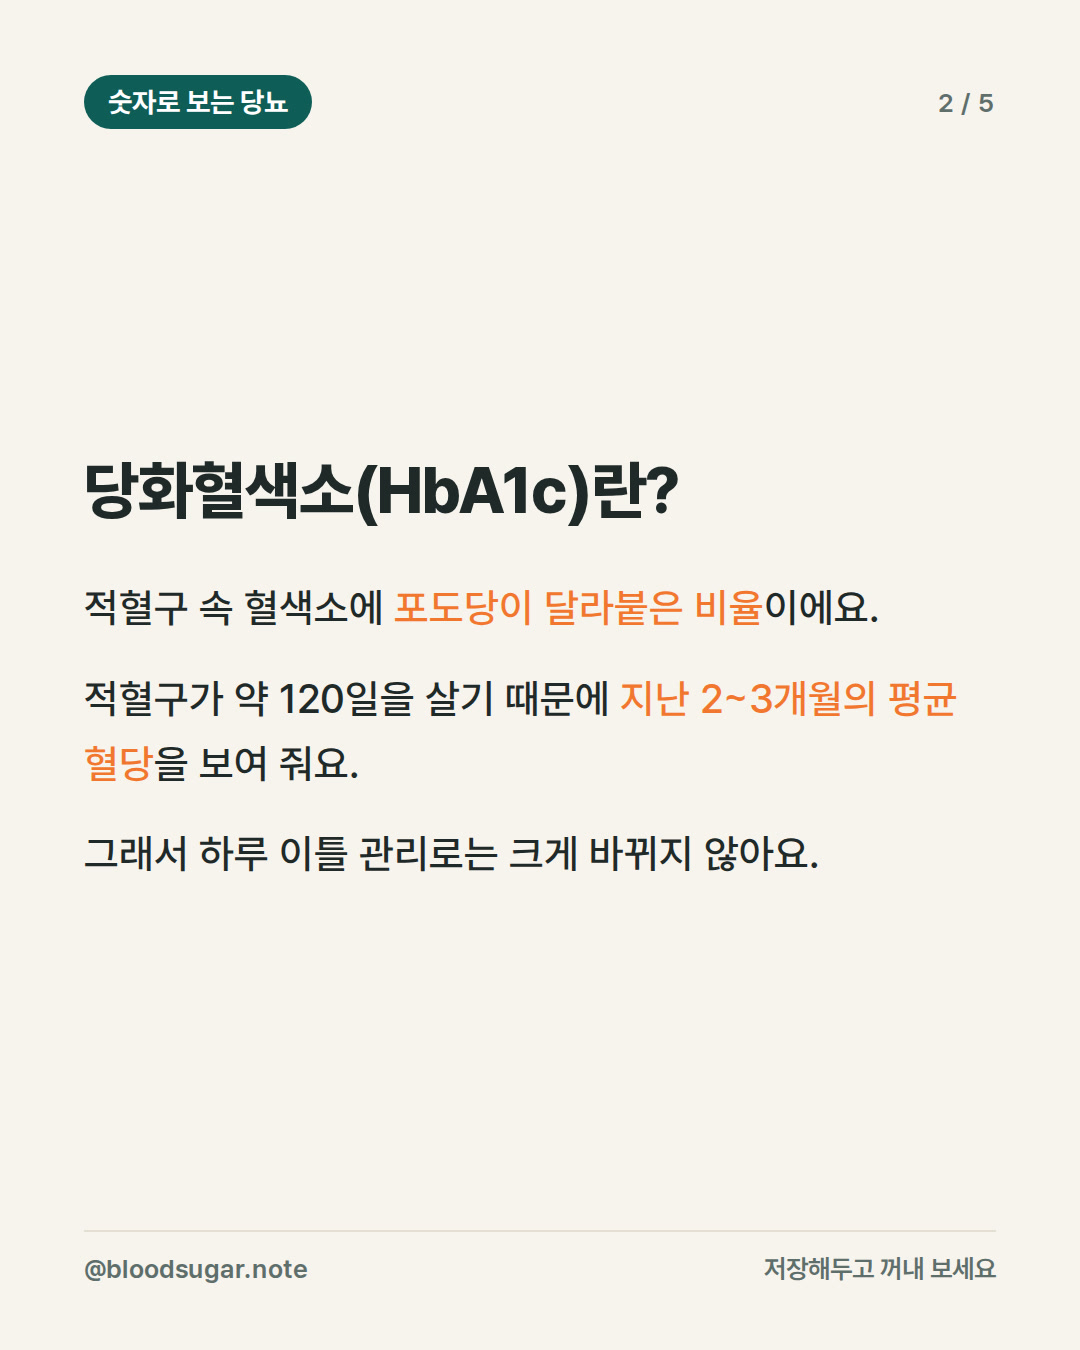 숫자로 보는 당뇨
2 / 5
당화혈색소(HbA1c)란?
적혈구 속 혈색소에 포도당이 달라붙은 비율이에요.
적혈구가 약 120일을 살기 때문에 지난 2~3개월의 평균
혈당을 보여 줘요.
그래서 하루 이틀 관리로는 크게 바뀌지 않아요.
@bloodsugar.note
저장해두고 꺼내 보세요